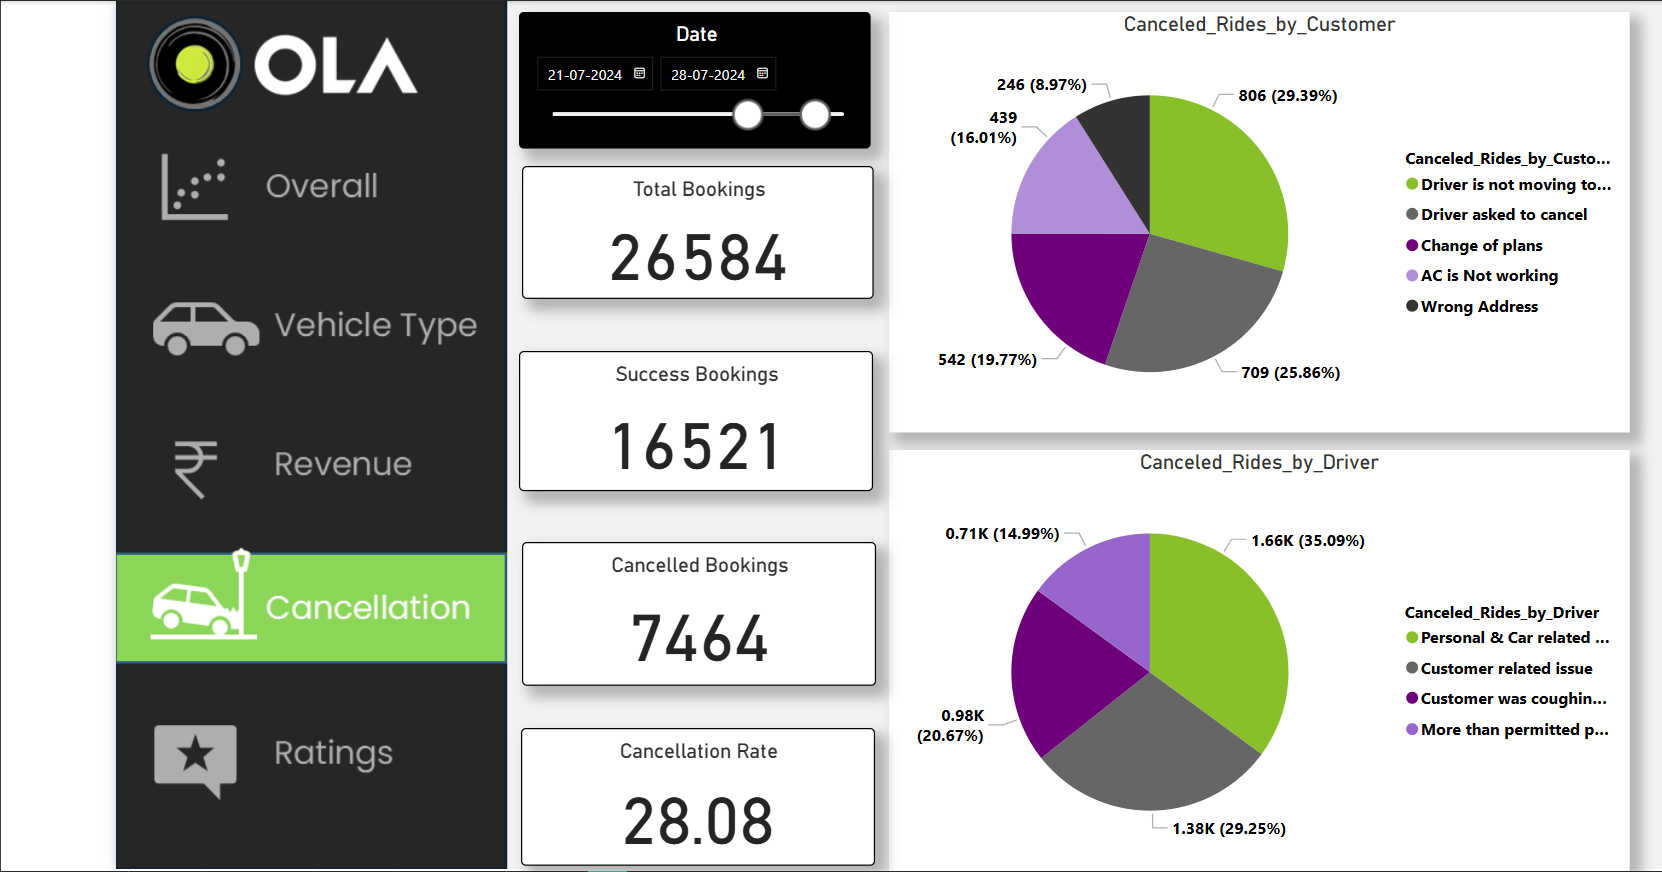 OLA
Overall
Vehicle Type
Revenue
Cancellation
Ratings
Date
21-07-2024
28-07-2024
Total Bookings
26584
Success Bookings
16521
Cancelled Bookings
7464
Cancellation Rate
28.08
Canceled_Rides_by_Customer
246 (8.97%)
806 (29.39%)
439
(16.01%)
542 (19.77%)
709 (25.86%)
Canceled_Rides_by_Custo...
Driver is not moving to...
Driver asked to cancel
Change of plans
AC is Not working
Wrong Address
Canceled_Rides_by_Driver
0.71K (14.99%)
1.66K (35.09%)
0.98K
(20.67%)
1.38K (29.25%)
Canceled_Rides_by_Driver
Personal & Car related ...
Customer related issue
Customer was coughin...
More than permitted p...